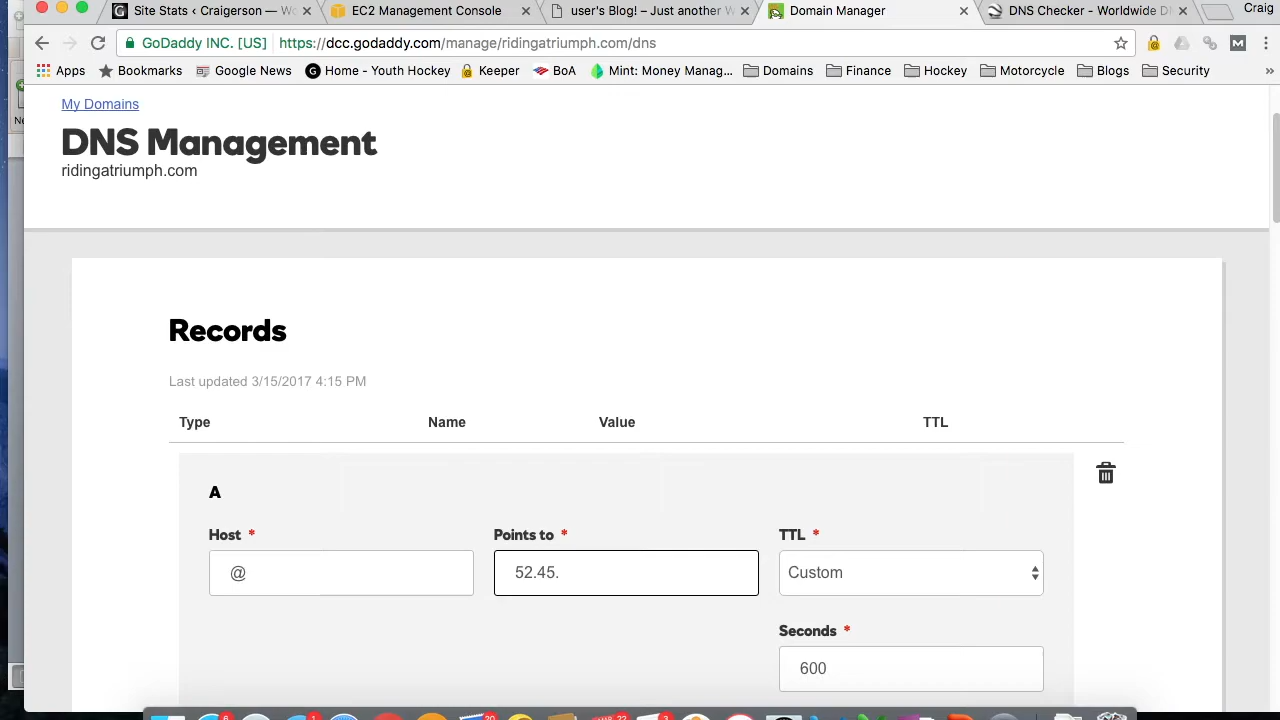 Site Stats ‹ Craigerson — Wo
EC2 Management Console
user's Blog! – Just another W
Domain Manager
DNS Checker - Worldwide D
Craig
GoDaddy INC. [US]
https://dcc.godaddy.com/manage/ridingatriumph.com/dns
Apps
Bookmarks
Google News
Home - Youth Hockey
Keeper
BoA
Mint: Money Manag...
Domains
Finance
Hockey
Motorcycle
Blogs
Security
»
My Domains
DNS Management
ridingatriumph.com
Records
Last updated 3/15/2017 4:15 PM
Type Name Value TTL
A
Host * Points to * TTL *
@ 52.45. Custom
Seconds *
600